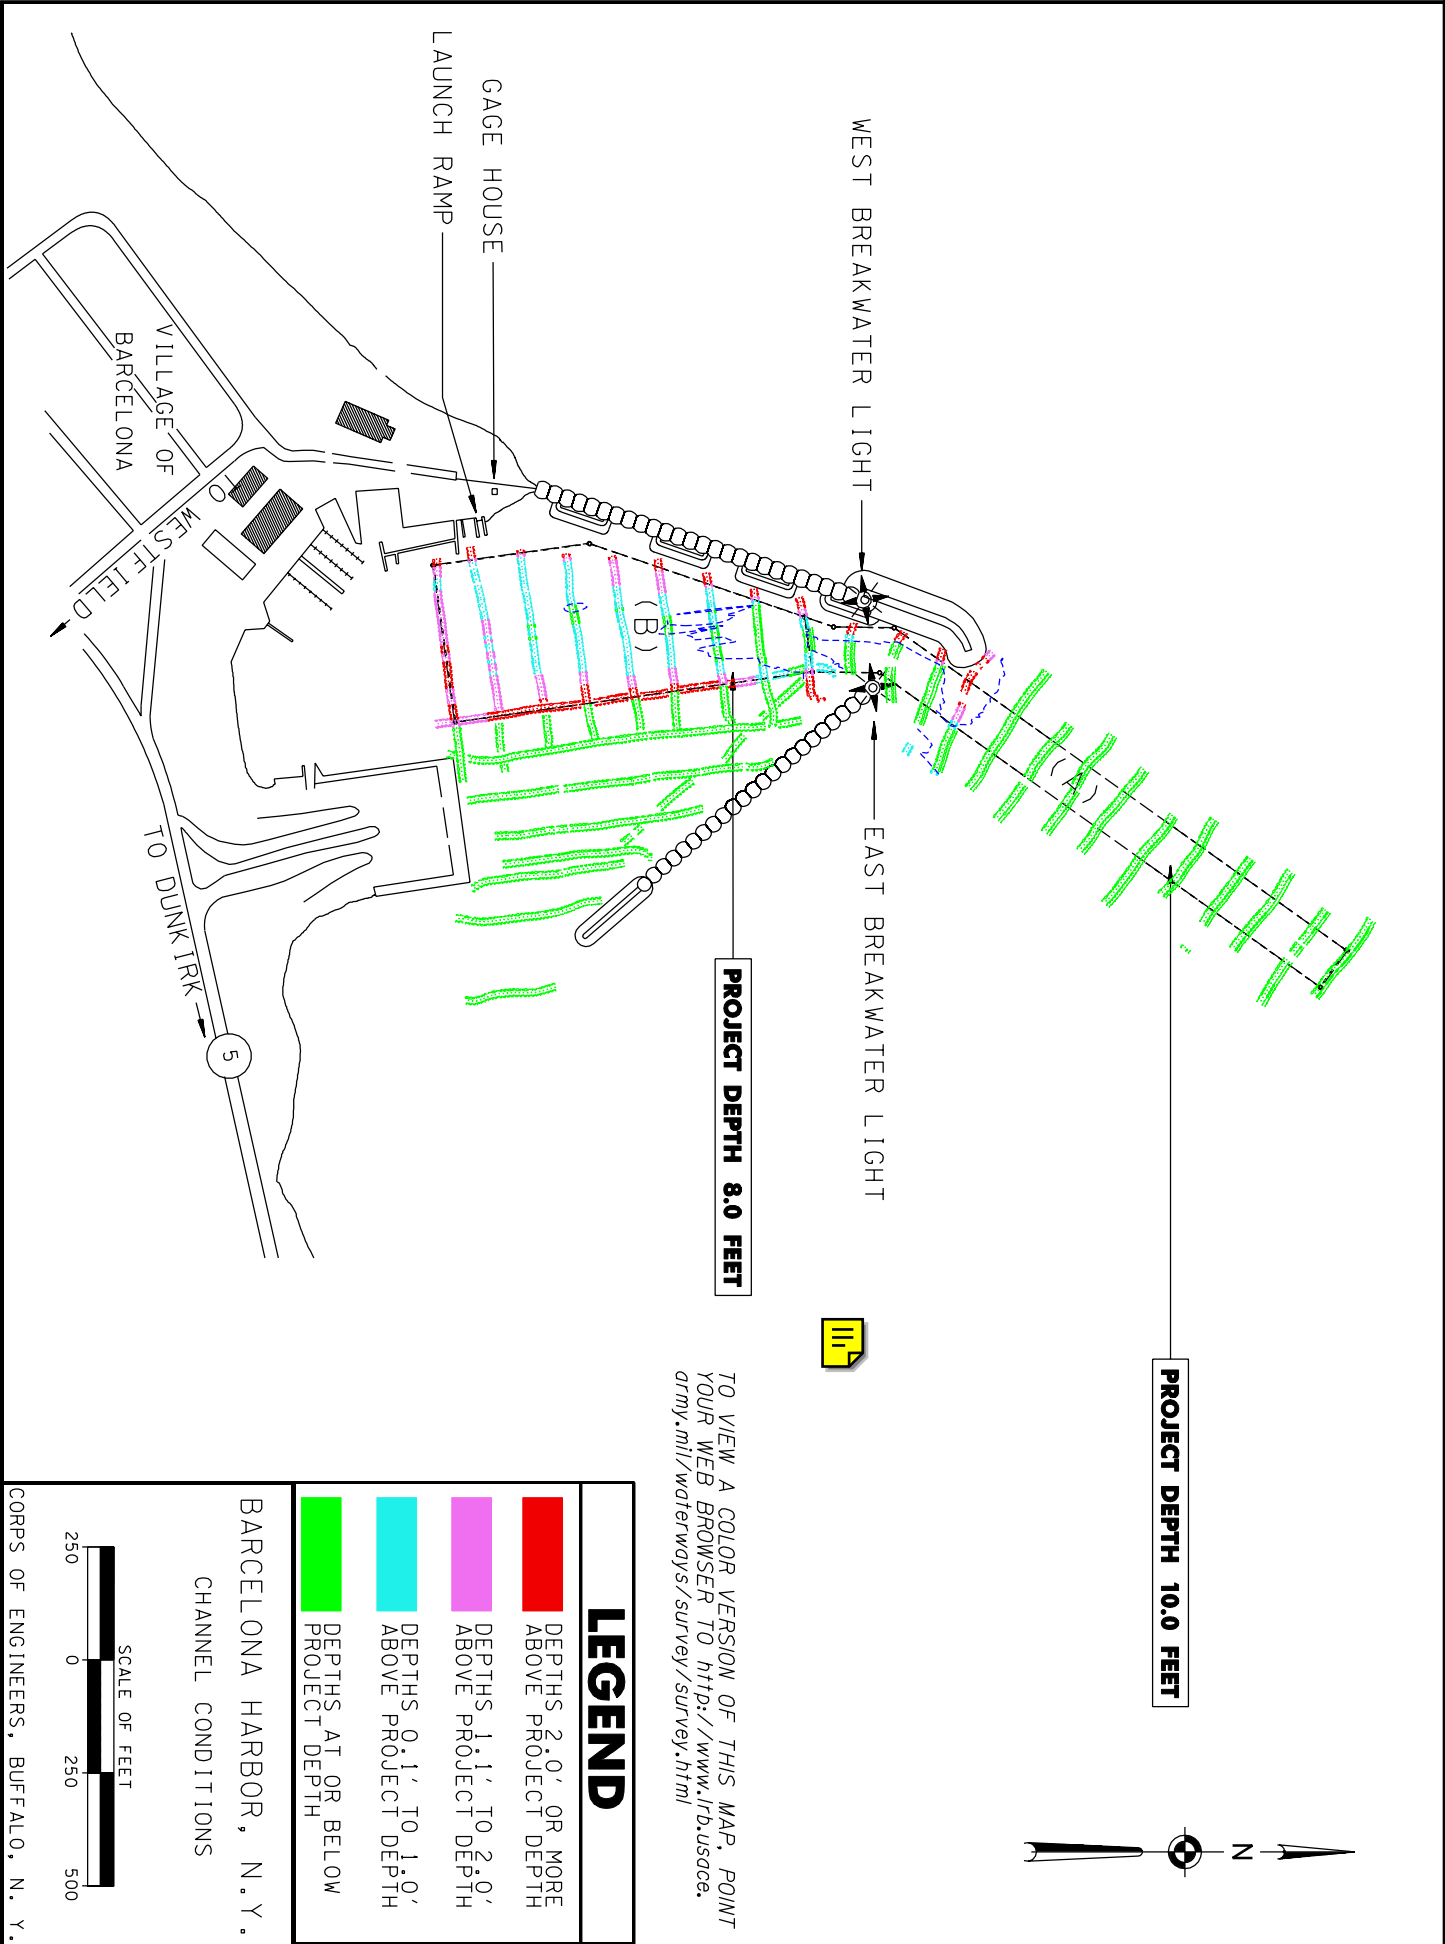 WEST BREAKWATER LIGHT
GAGE HOUSE
LAUNCH RAMP
EAST BREAKWATER LIGHT
PROJECT DEPTH 10.0 FEET
PROJECT DEPTH 8.0 FEET
(A)
(B)
VILLAGE OF
BARCELONA
WESTFIELD
TO DUNKIRK
5
N
TO VIEW A COLOR VERSION OF THIS MAP, POINT
YOUR WEB BROWSER TO http://www.lrb.usace.
army.mil/waterways/survey/survey.html
LEGEND
DEPTHS 2.0' OR MORE
ABOVE PROJECT DEPTH
DEPTHS 1.1' TO 2.0'
ABOVE PROJECT DEPTH
DEPTHS 0.1' TO 1.0'
ABOVE PROJECT DEPTH
DEPTHS AT OR BELOW
PROJECT DEPTH
BARCELONA HARBOR, N.Y.
CHANNEL CONDITIONS
SCALE OF FEET
250 0 250 500
CORPS OF ENGINEERS, BUFFALO, N. Y.